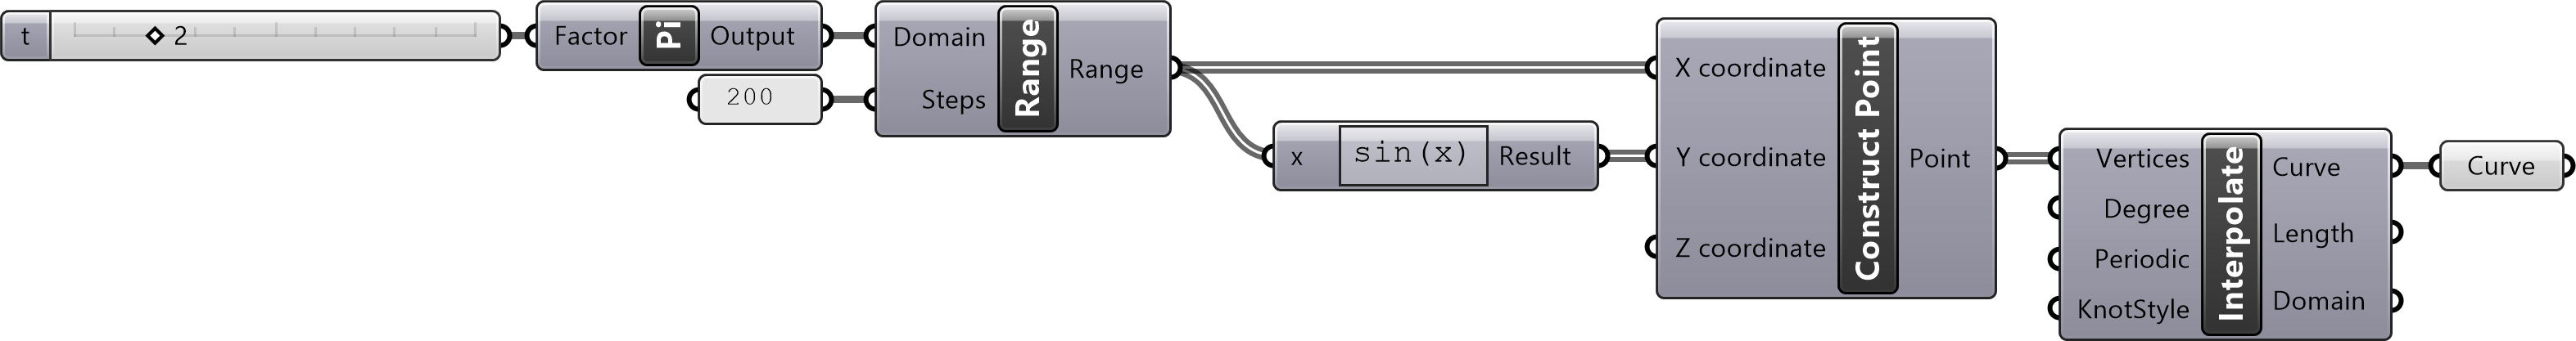 t
2
Factor
Pi
Output
200
Domain
Steps
Range
Range
x
sin(x)
Result
X coordinate
Y coordinate
Z coordinate
Construct Point
Point
Vertices
Degree
Periodic
KnotStyle
Interpolate
Curve
Length
Domain
Curve